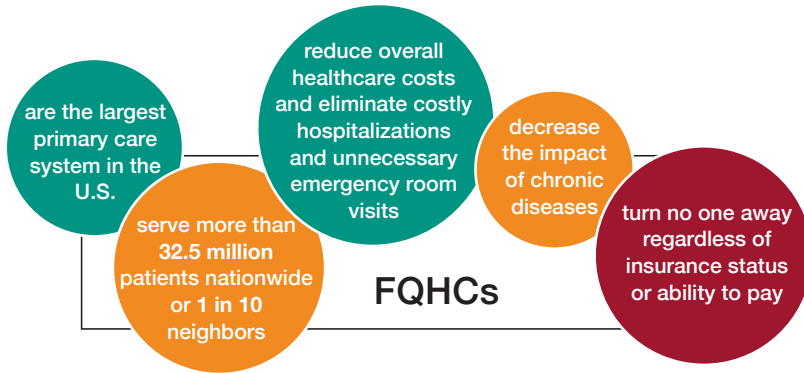 are the largest
primary care
system in the
U.S.
serve more than
32.5 million
patients nationwide
or 1 in 10
neighbors
reduce overall
healthcare costs
and eliminate costly
hospitalizations
and unnecessary
emergency room
visits
decrease
the impact
of chronic
diseases
turn no one away
regardless of
insurance status
or ability to pay
FQHCs